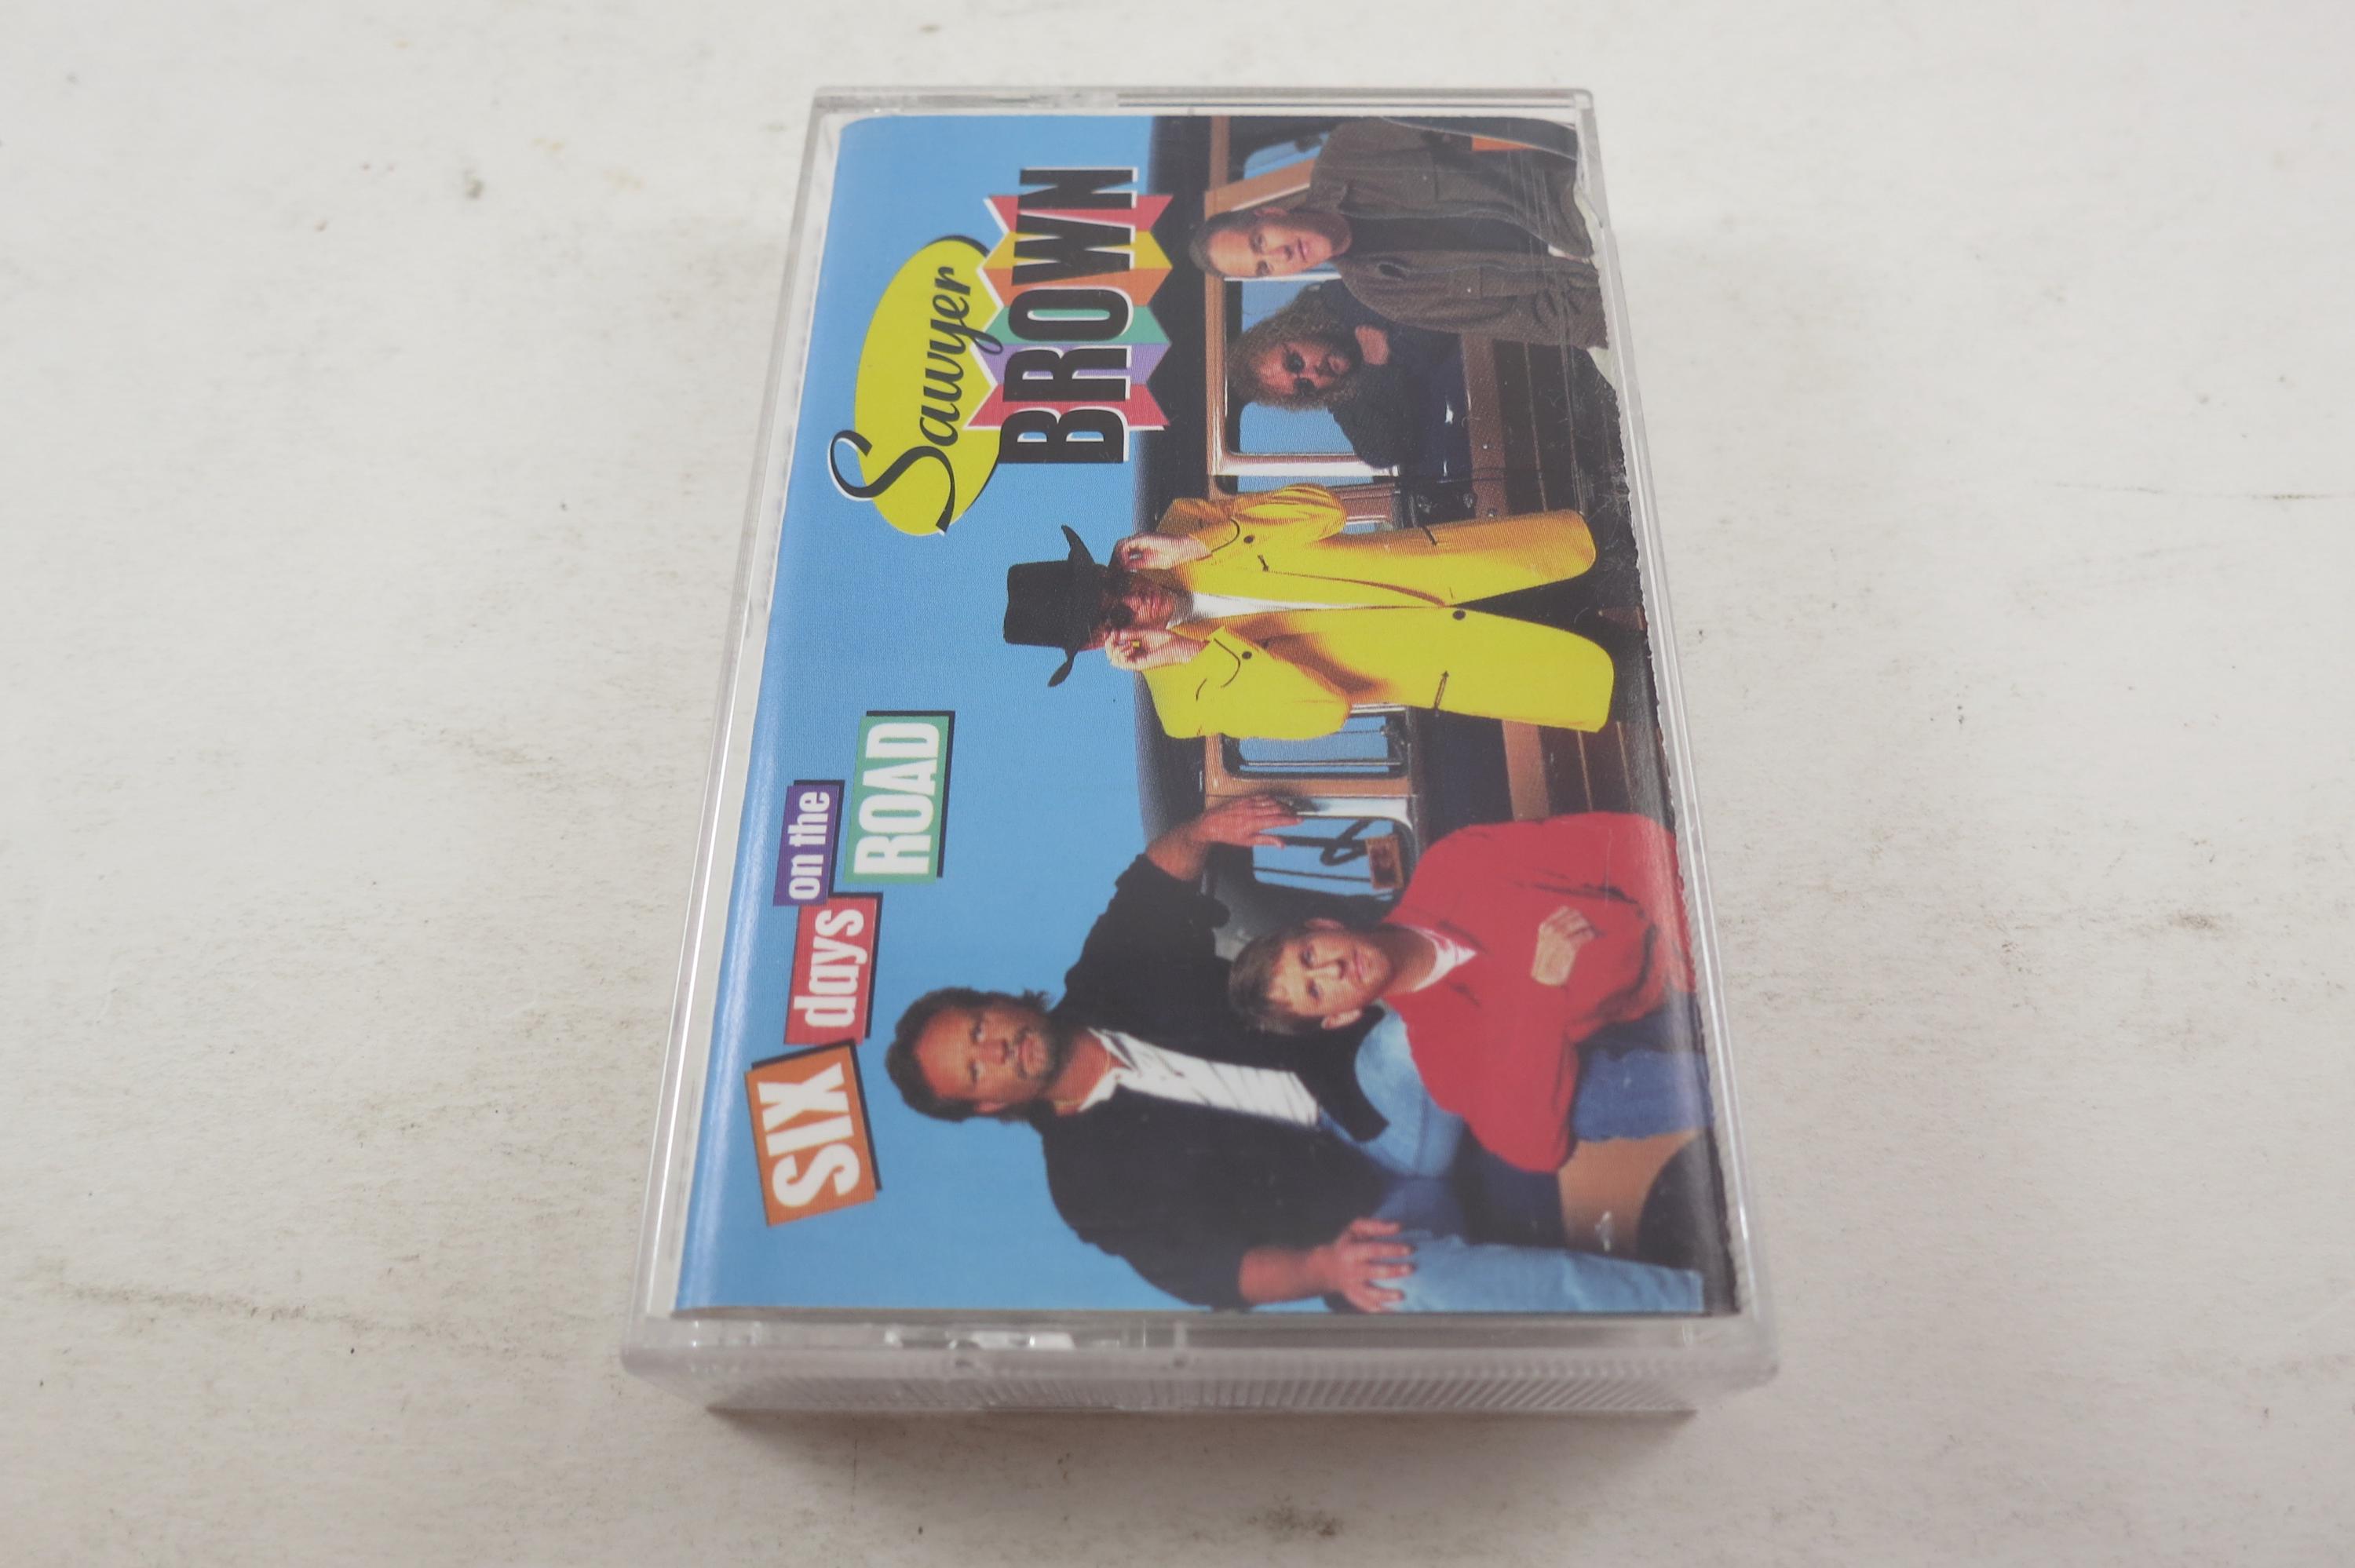 SIX
days
on the
ROAD
Sawyer
BROWN